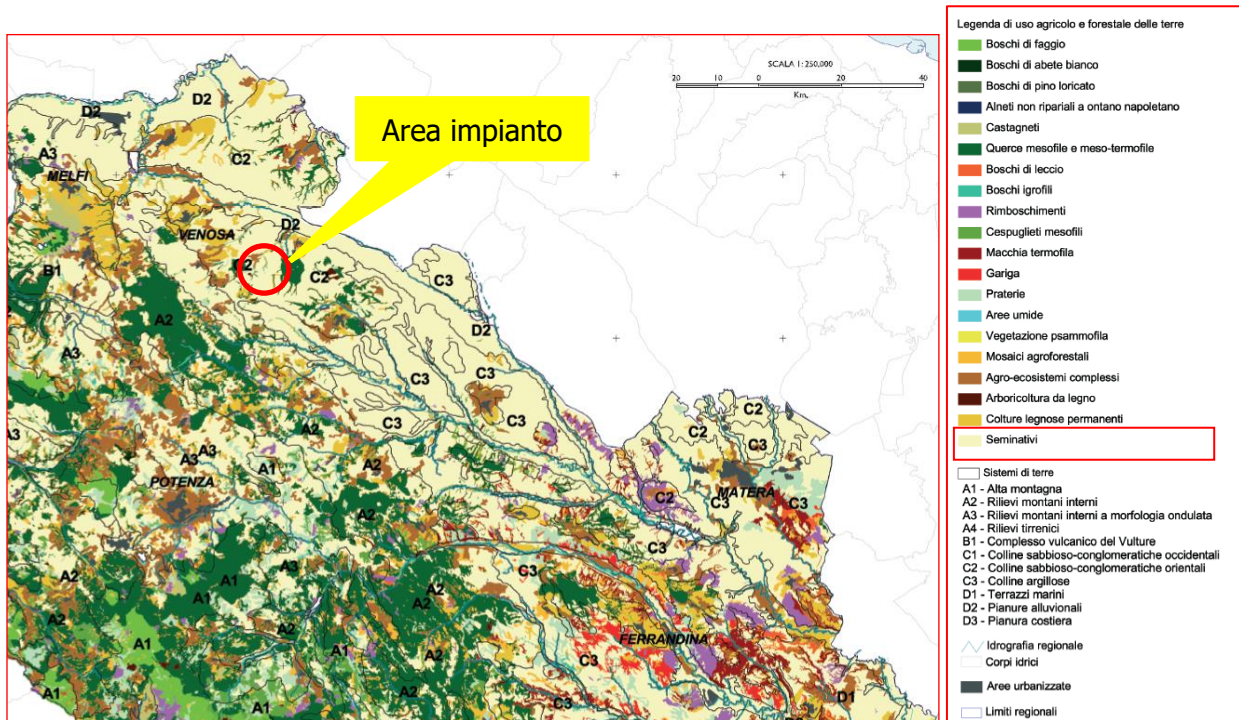 Legenda di uso agricolo e forestale delle terre
Boschi di faggio
Boschi di abete bianco
Boschi di pino loricato
Alneti non ripariali a ontano napoletano
Castagneti
Querce mesofile e meso-termofile
Boschi di leccio
Boschi igrofili
Rimboschimenti
Cespuglieti mesofili
Macchia termofila
Gariga
Praterie
Aree umide
Vegetazione psammofila
Mosaici agroforestali
Agro-ecosistemi complessi
Arboricoltura da legno
Colture legnose permanenti
Seminativi
Sistemi di terre
A1 - Alta montagna
A2 - Rilievi montani interni
A3 - Rilievi montani interni a morfologia ondulata
A4 - Rilievi tirrenici
B1 - Complesso vulcanico del Vulture
C1 - Colline sabbioso-conglomeratiche occidentali
C2 - Colline sabbioso-conglomeratiche orientali
C3 - Colline argillose
D1 - Terrazzi marini
D2 - Pianure alluvionali
D3 - Pianura costiera
Idrografia regionale
Corpi idrici
Aree urbanizzate
Limiti regionali
SCALA 1: 250,000
20 10 0 20 40
Km.
Area impianto
D2
D2
A3
C2
MELFI
D2
VENOSA
B1
C2
C3
A2
D2
A3
C3
C3
C3
C3
C2
A2
C2
C3
A3
A3
A1
A2
POTENZA
C2
MATERA
C3
C3
A2
C3
A3
A1
C3
A2
A2
A1
A2
A2
A2
FERRANDINA
A1
A1
C3
A1
A1
C3
D1